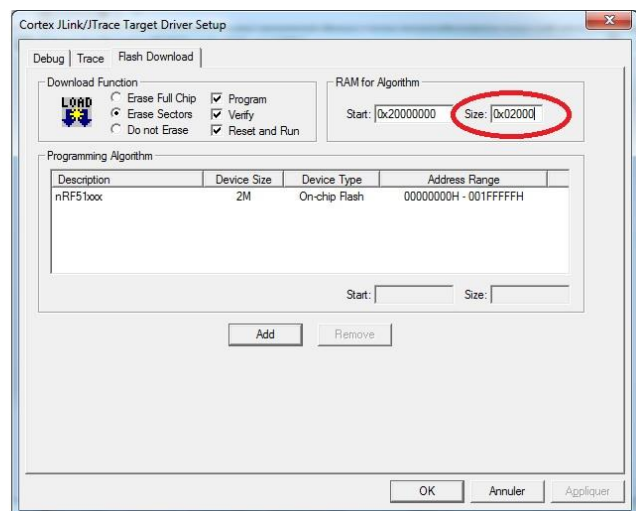 Cortex JLink/JTrace Target Driver Setup
Debug Trace Flash Download
Download Function
LOAD
Erase Full Chip
Erase Sectors
Do not Erase
Program
Verify
Reset and Run
RAM for Algorithm
Start: 0x20000000 Size: 0x02000
Programming Algorithm
Description Device Size Device Type Address Range
nRF51xxx 2M On-chip Flash 00000000H - 001FFFFFH
Start: Size:
Add Remove
OK Annuler Appliquer